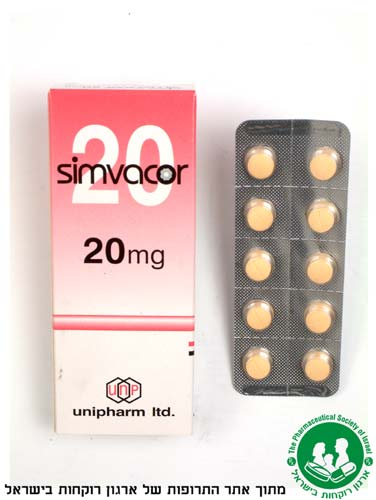 20
simvacor
20mg
UNP
unipharm ltd.
The Pharmaceutical Society of Israel
ארגון רוקחות בישראל
מתוך אתר התרופות של ארגון רוקחות בישראל